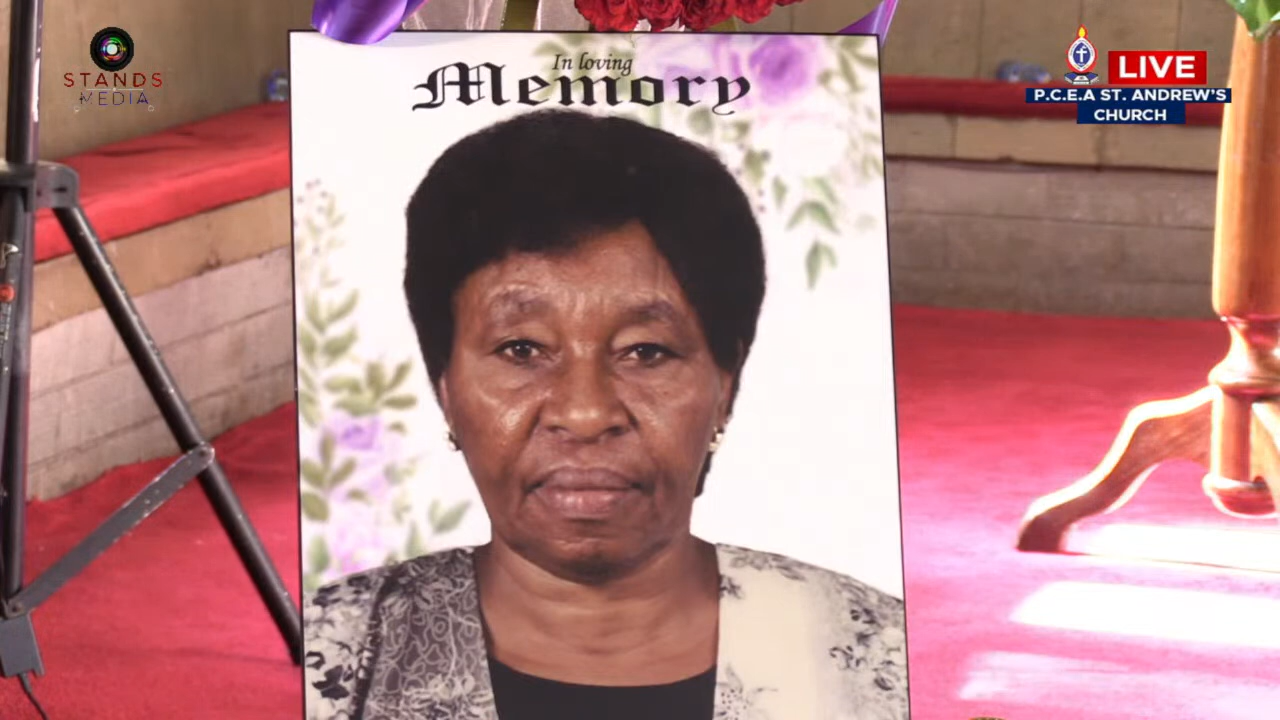 STANDS
MEDIA
In loving
Memory
LIVE
P.C.E.A ST. ANDREW'S
CHURCH